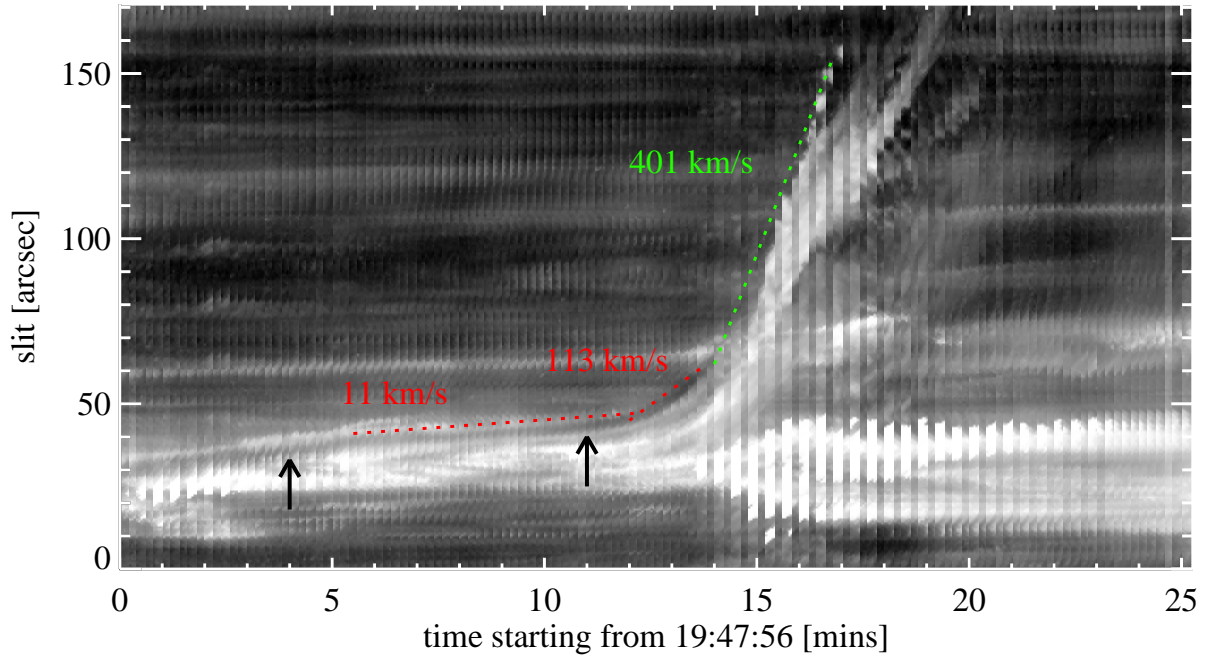 150
401 km/s
100
slit [arcsec]
113 km/s
11 km/s
50
0
0 5 10 15 20 25
time starting from 19:47:56 [mins]